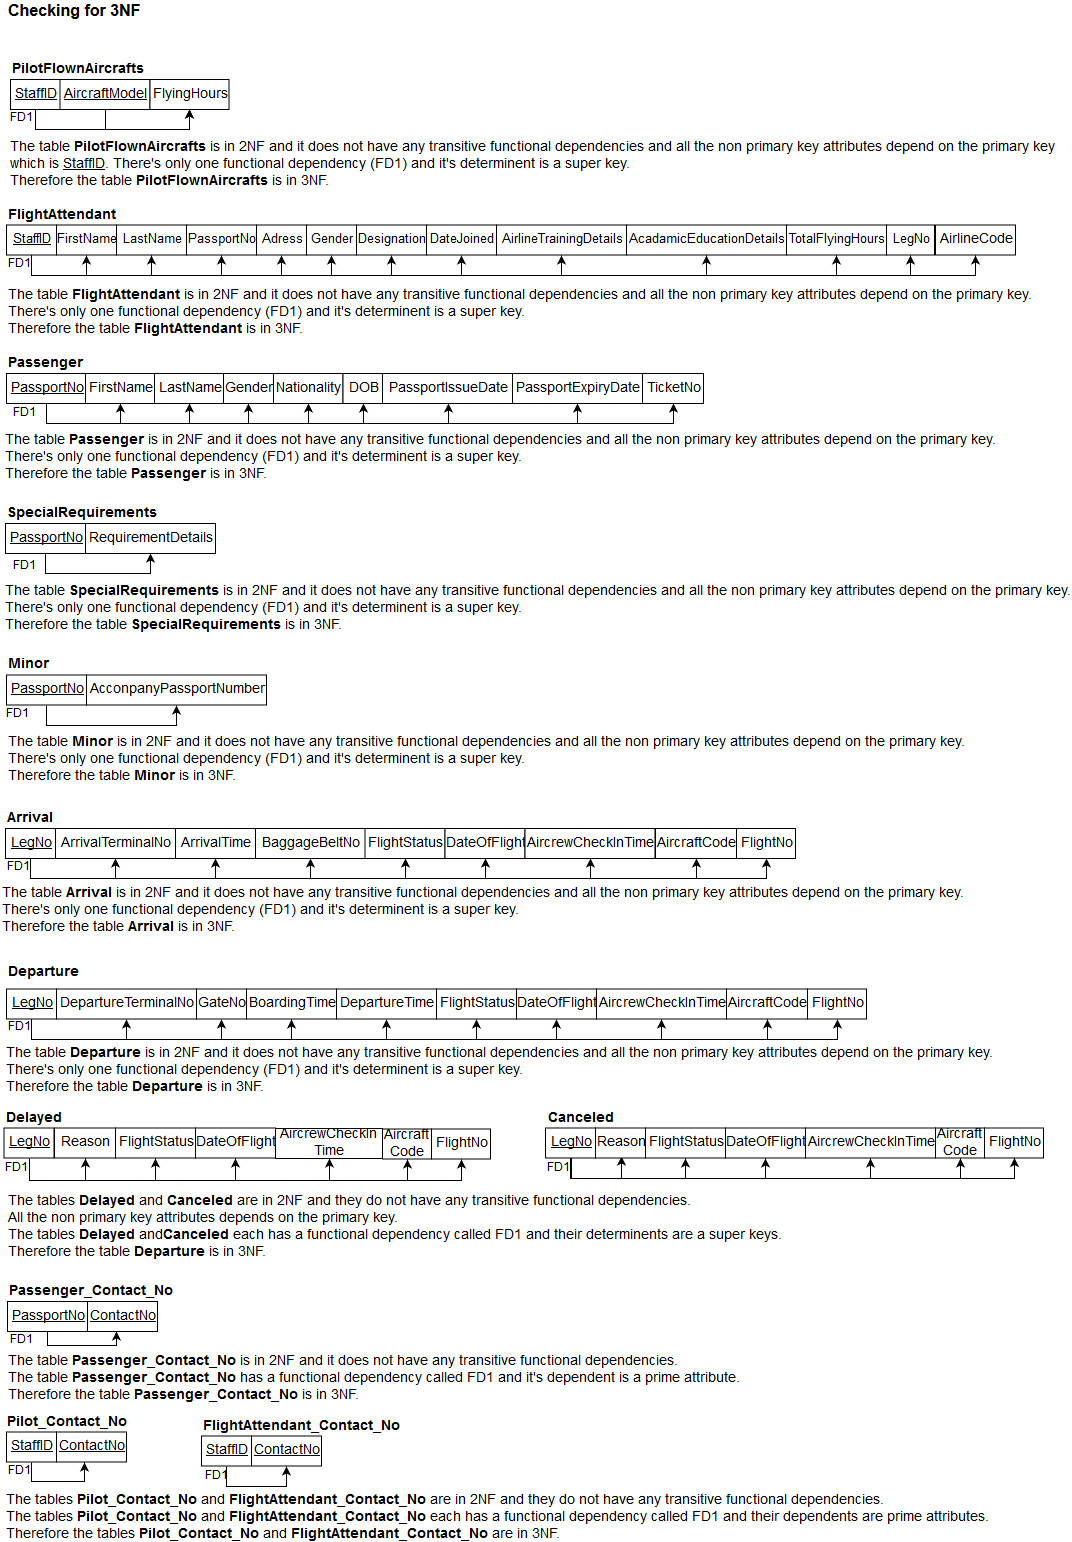 Checking for 3NF
PilotFlownAircrafts
StaffID AircraftModel FlyingHours
FD1
The table PilotFlownAircrafts is in 2NF and it does not have any transitive functional dependencies and all the non primary key attributes depend on the primary key
which is StaffID. There's only one functional dependency (FD1) and it's determinent is a super key.
Therefore the table PilotFlownAircrafts is in 3NF.
FlightAttendant
StaffID FirstName LastName PassportNo Adress Gender Designation DateJoined AirlineTrainingDetails AcadamicEducationDetails TotalFlyingHours LegNo AirlineCode
FD1
The table FlightAttendant is in 2NF and it does not have any transitive functional dependencies and all the non primary key attributes depend on the primary key.
There's only one functional dependency (FD1) and it's determinent is a super key.
Therefore the table FlightAttendant is in 3NF.
Passenger
PassportNo FirstName LastName Gender Nationality DOB PassportIssueDate PassportExpiryDate TicketNo
FD1
The table Passenger is in 2NF and it does not have any transitive functional dependencies and all the non primary key attributes depend on the primary key.
There's only one functional dependency (FD1) and it's determinent is a super key.
Therefore the table Passenger is in 3NF.
SpecialRequirements
PassportNo RequirementDetails
FD1
The table SpecialRequirements is in 2NF and it does not have any transitive functional dependencies and all the non primary key attributes depend on the primary key.
There's only one functional dependency (FD1) and it's determinent is a super key.
Therefore the table SpecialRequirements is in 3NF.
Minor
PassportNo AcconpanyPassportNumber
FD1
The table Minor is in 2NF and it does not have any transitive functional dependencies and all the non primary key attributes depend on the primary key.
There's only one functional dependency (FD1) and it's determinent is a super key.
Therefore the table Minor is in 3NF.
Arrival
LegNo ArrivalTerminalNo ArrivalTime BaggageBeltNo FlightStatus DateOfFlight AircrewCheckInTime AircraftCode FlightNo
FD1
The table Arrival is in 2NF and it does not have any transitive functional dependencies and all the non primary key attributes depend on the primary key.
There's only one functional dependency (FD1) and it's determinent is a super key.
Therefore the table Arrival is in 3NF.
Departure
LegNo DepartureTerminalNo GateNo BoardingTime DepartureTime FlightStatus DateOfFlight AircrewCheckInTime AircraftCode FlightNo
FD1
The table Departure is in 2NF and it does not have any transitive functional dependencies and all the non primary key attributes depend on the primary key.
There's only one functional dependency (FD1) and it's determinent is a super key.
Therefore the table Departure is in 3NF.
Delayed
LegNo Reason FlightStatus DateOfFlight AircrewCheckIn Time Aircraft Code FlightNo
FD1
Canceled
LegNo Reason FlightStatus DateOfFlight AircrewCheckInTime Aircraft Code FlightNo
FD1
The tables Delayed and Canceled are in 2NF and they do not have any transitive functional dependencies.
All the non primary key attributes depends on the primary key.
The tables Delayed andCanceled each has a functional dependency called FD1 and their determinents are a super keys.
Therefore the table Departure is in 3NF.
Passenger_Contact_No
PassportNo ContactNo
FD1
The table Passenger_Contact_No is in 2NF and it does not have any transitive functional dependencies.
The table Passenger_Contact_No has a functional dependency called FD1 and it's dependent is a prime attribute.
Therefore the table Passenger_Contact_No is in 3NF.
Pilot_Contact_No
StaffID ContactNo
FD1
FlightAttendant_Contact_No
StaffID ContactNo
FD1
The tables Pilot_Contact_No and FlightAttendant_Contact_No are in 2NF and they do not have any transitive functional dependencies.
The tables Pilot_Contact_No and FlightAttendant_Contact_No each has a functional dependency called FD1 and their dependents are prime attributes.
Therefore the tables Pilot_Contact_No and FlightAttendant_Contact_No are in 3NF.